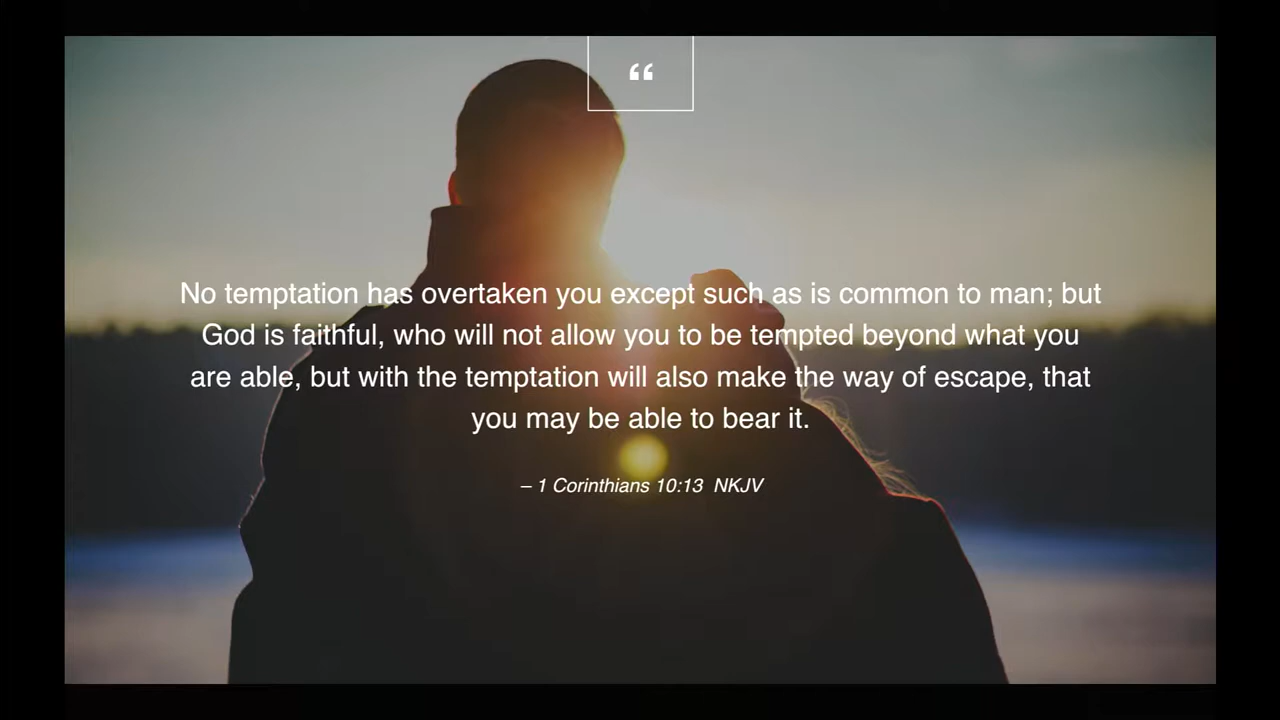 “
No temptation has overtaken you except such as is common to man; but
God is faithful, who will not allow you to be tempted beyond what you
are able, but with the temptation will also make the way of escape, that
you may be able to bear it.
– 1 Corinthians 10:13 NKJV